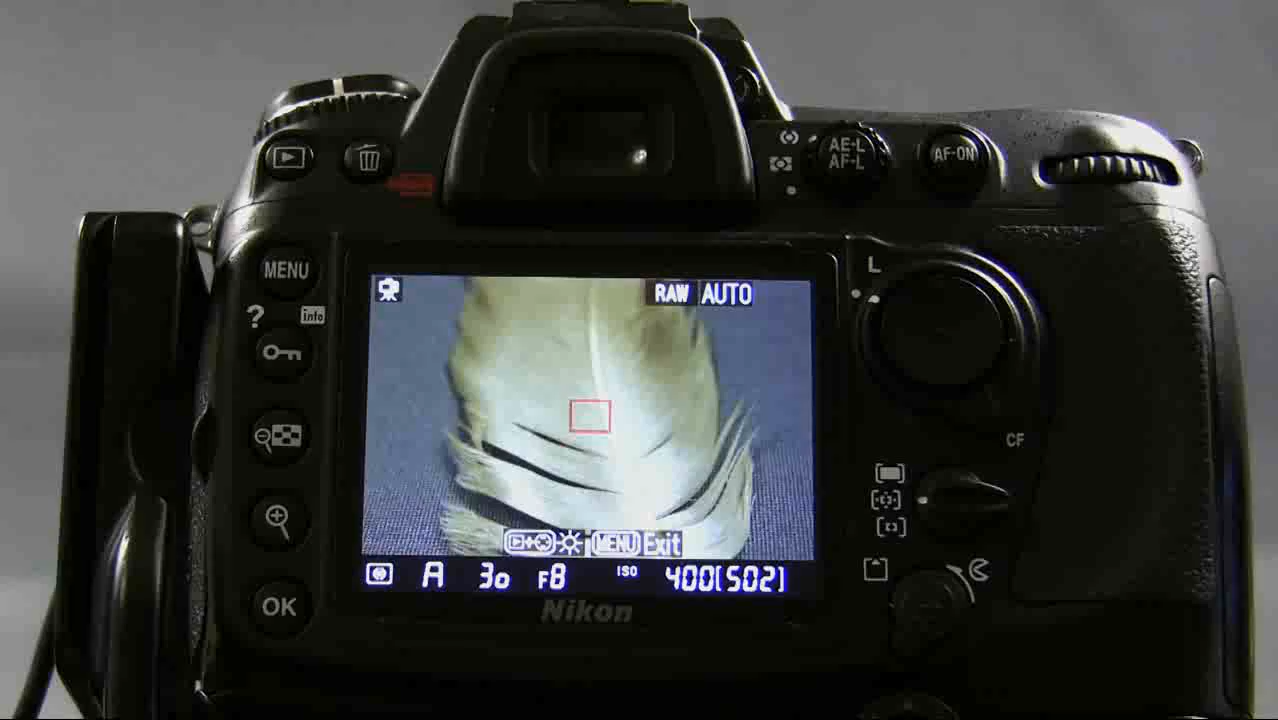 AE-L
AF-L
AF-ON
MENU
L
RAW AUTO
?
info
CF
MENU Exit
A 30 F8 ISO 400[502]
OK
Nikon